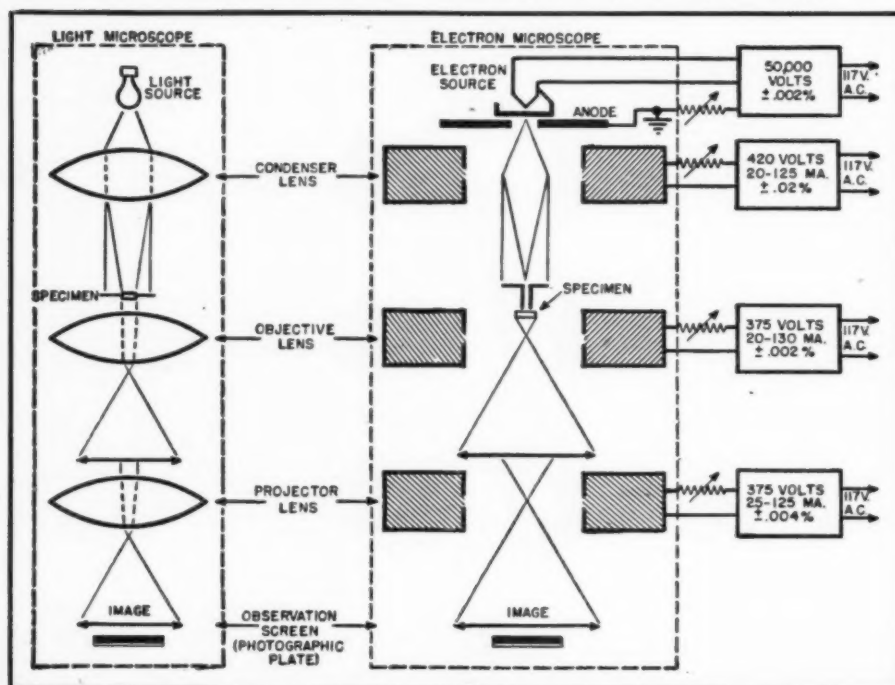 LIGHT MICROSCOPE
LIGHT
SOURCE
SPECIMEN
IMAGE
CONDENSER
LENS
OBJECTIVE
LENS
PROJECTOR
LENS
OBSERVATION
SCREEN
(PHOTOGRAPHIC
PLATE)
ELECTRON MICROSCOPE
ELECTRON
SOURCE
ANODE
SPECIMEN
IMAGE
50,000
VOLTS
±.002%
117V.
A.C.
420 VOLTS
20-125 MA.
±.02%
117V.
A.C.
375 VOLTS
20-130 MA.
±.002%
117V.
A.C.
375 VOLTS
25-125 MA.
±.004%
117V.
A.C.